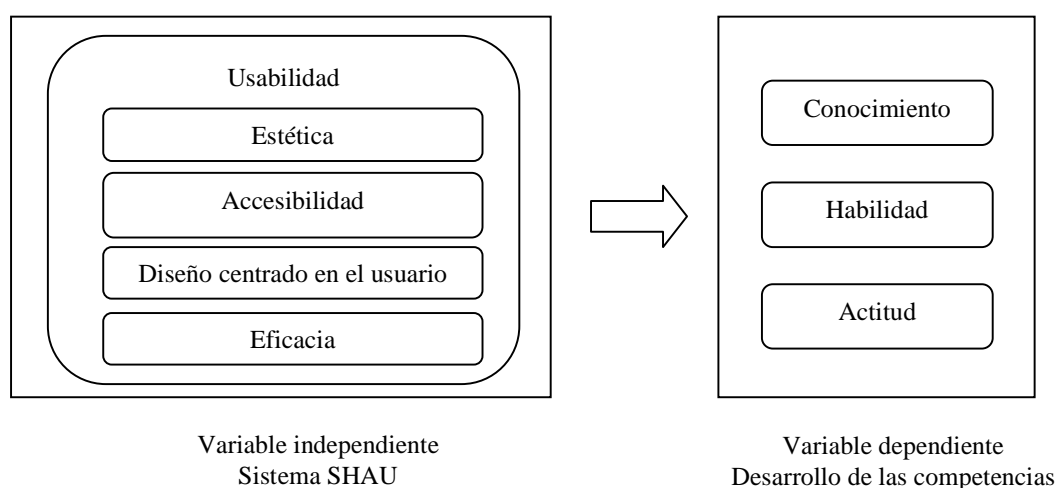 Usabilidad
Estética
Accesibilidad
Diseño centrado en el usuario
Eficacia
Conocimiento
Habilidad
Actitud
Variable independiente
Sistema SHAU
Variable dependiente
Desarrollo de las competencias